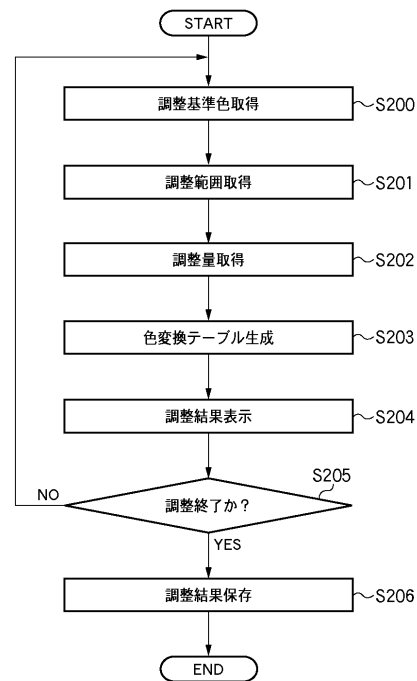 START
調整基準色取得
S200
調整範囲取得
S201
調整量取得
S202
色変換テーブル生成
S203
調整結果表示
S204
S205
調整終了か？
NO
YES
調整結果保存
S206
END